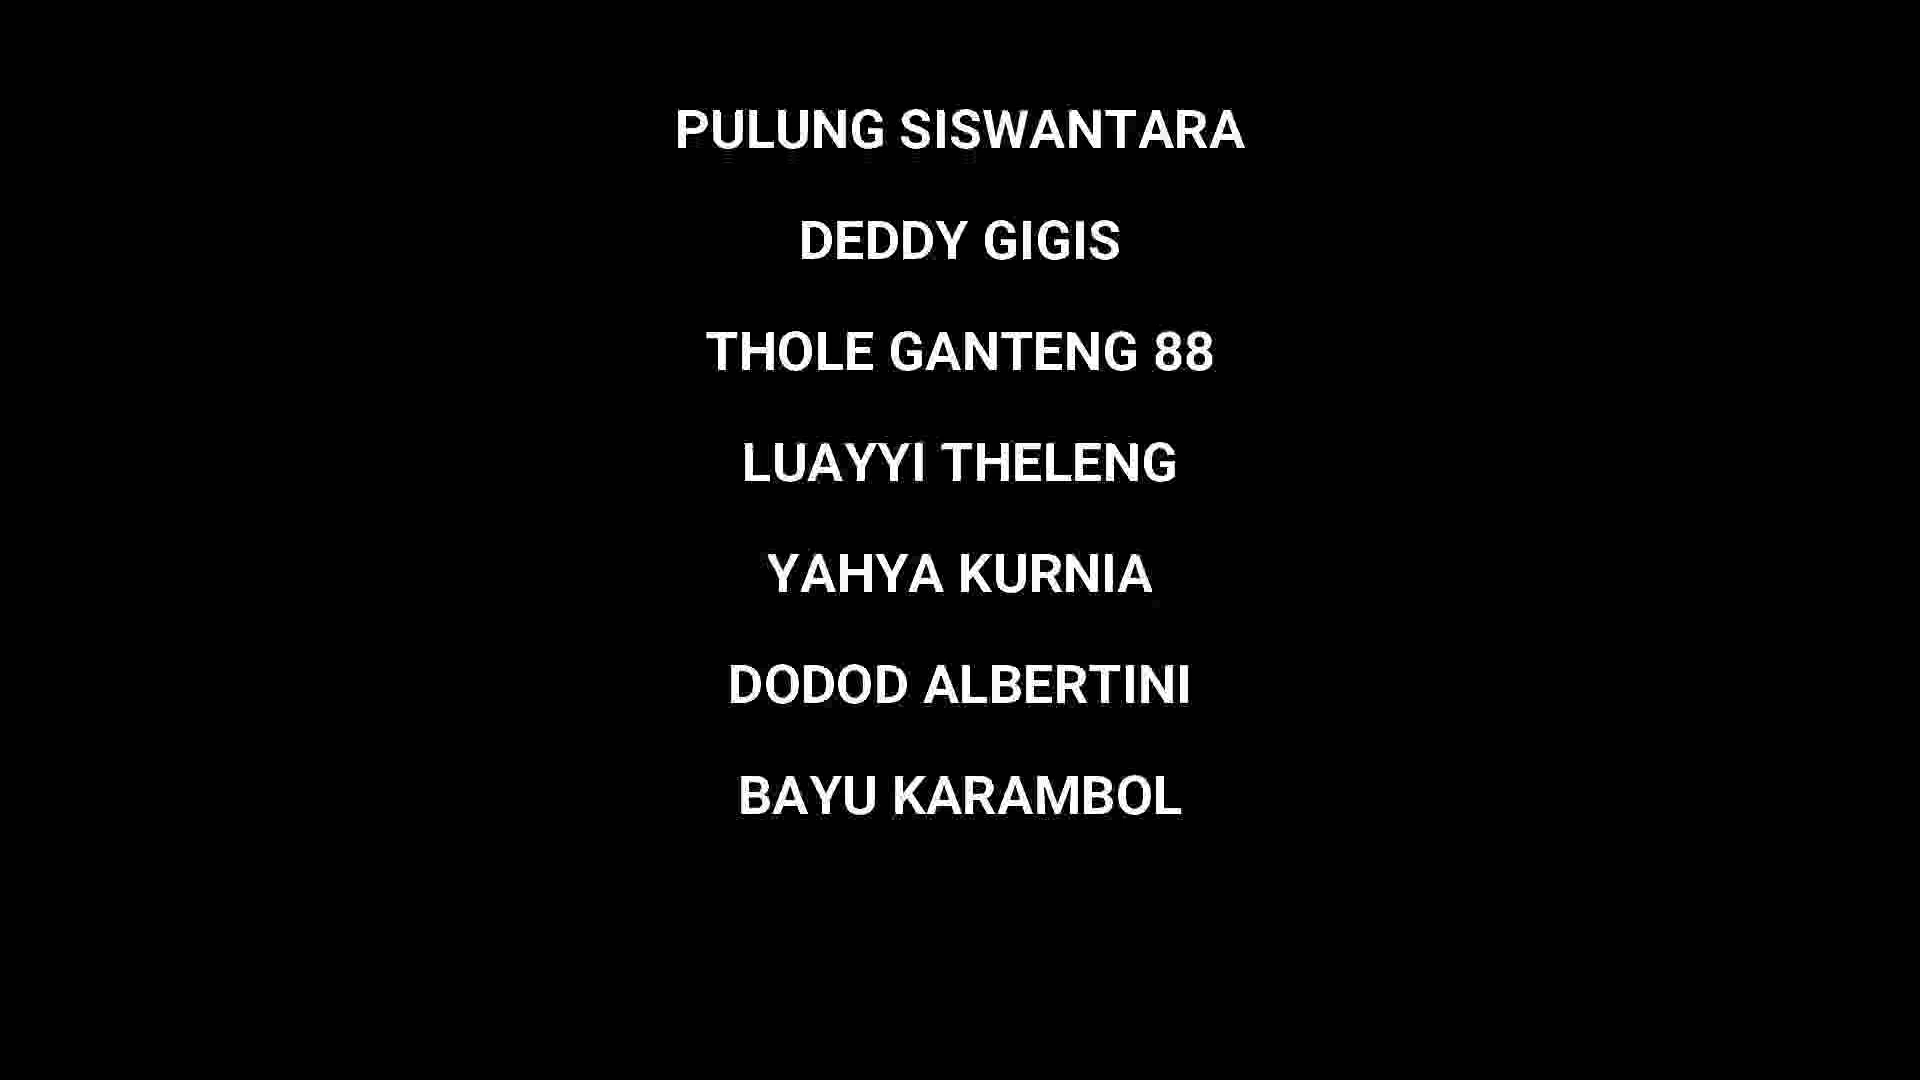 PULUNG SISWANTARA
DEDDY GIGIS
THOLE GANTENG 88
LUAYYI THELENG
YAHYA KURNIA
DODOD ALBERTINI
BAYU KARAMBOL